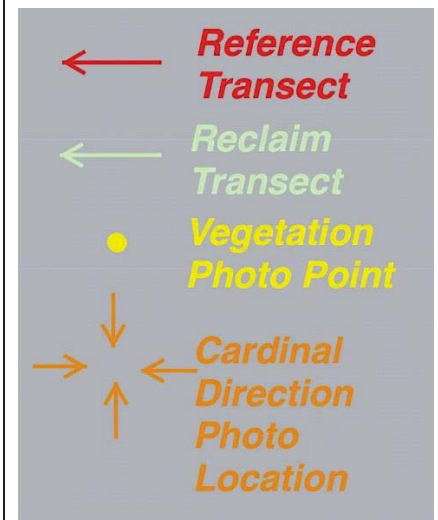 Reference
Transect
Reclaim
Transect
Vegetation
Photo Point
Cardinal
Direction
Photo
Location